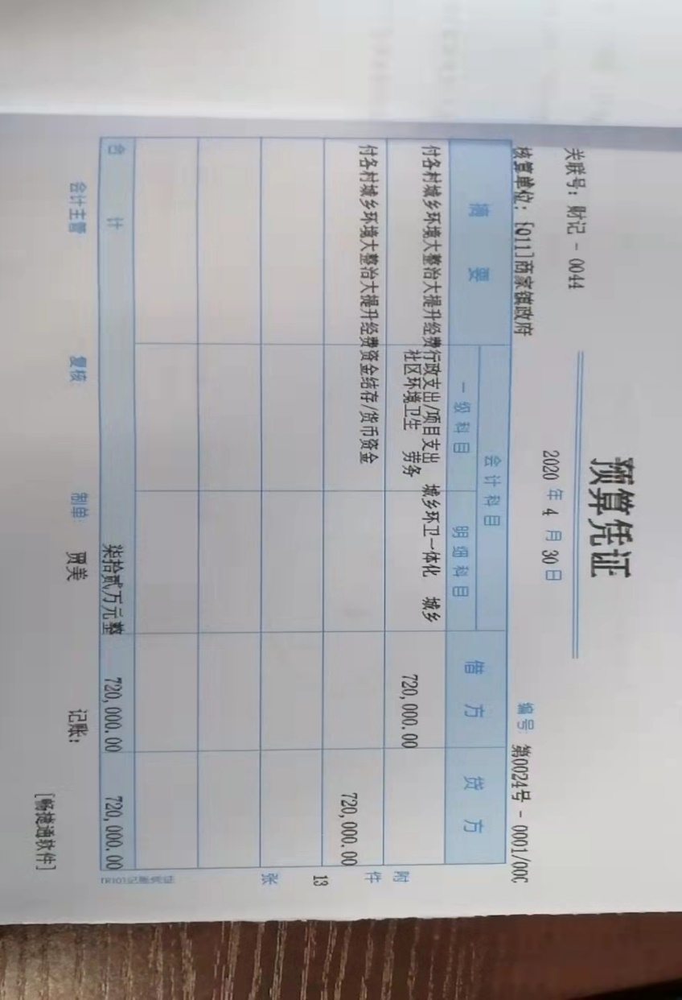 预算凭证
关联号：财记 - 0044
2020 年 4 月 30 日
核算单位：[011]商家镇政府
编号：第0024号 - 0001/00
摘 要
会计科目
借 方
贷 方
一级科目
明细科目
付各村城乡环境大整治大提升经费 行政支出/项目支出 城乡环卫一体化 城乡
社区环境卫生 劳务
720,000.00
付各村城乡环境大整治大提升经费 资金结存/货币资金
720,000.00
附件 13 张
合 计 柒拾贰万元整 720,000.00 720,000.00
会计主管
复核
制单
贾美
记账：
[畅捷通软件]